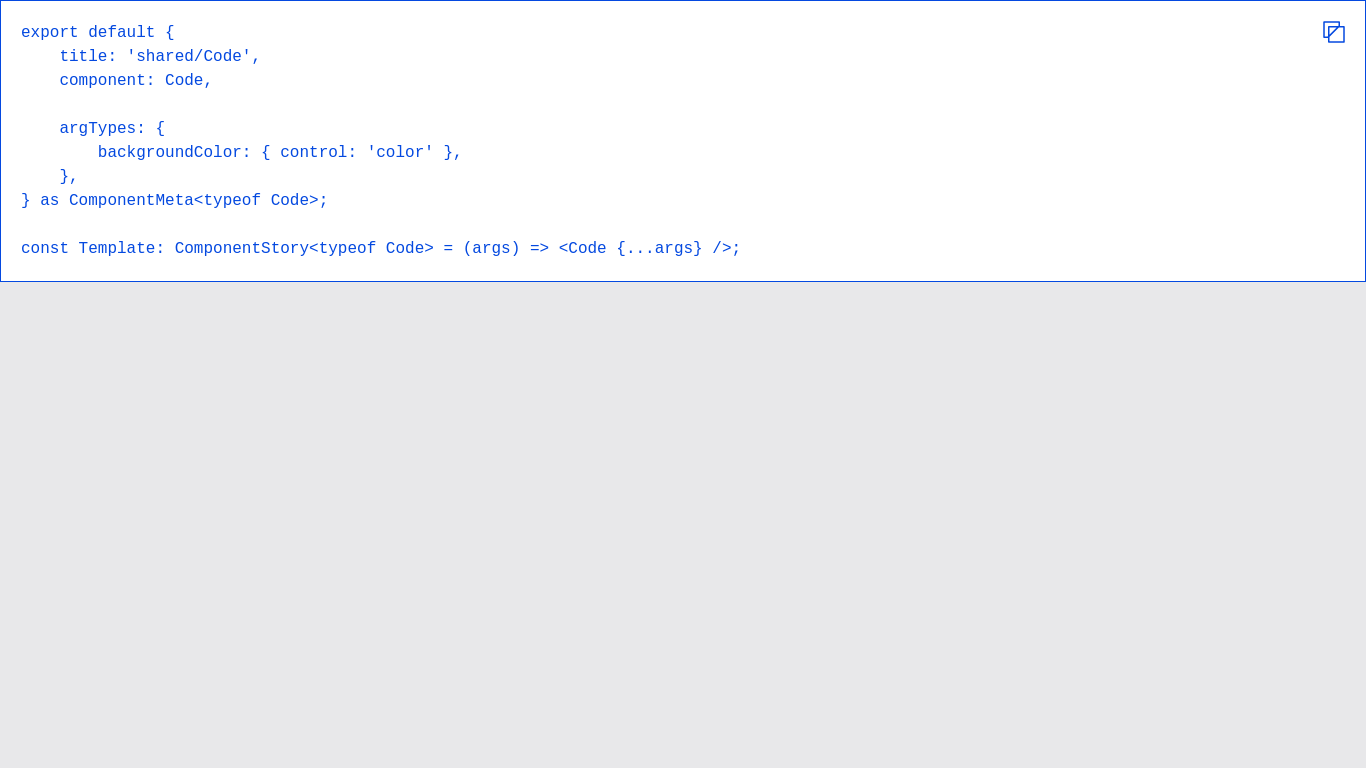 export default {
    title: 'shared/Code',
    component: Code,

    argTypes: {
        backgroundColor: { control: 'color' },
    },
} as ComponentMeta<typeof Code>;

const Template: ComponentStory<typeof Code> = (args) => <Code {...args} />;